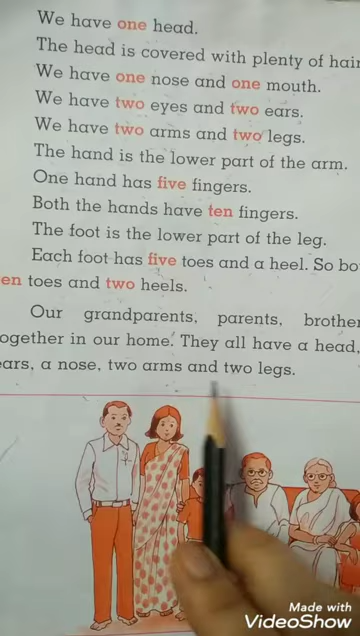 We have one head.
The head is covered with plenty of hair
We have one nose and one mouth.
We have two eyes and two ears.
We have two arms and two legs.
The hand is the lower part of the arm.
One hand has five fingers.
Both the hands have ten fingers.
The foot is the lower part of the leg.
Each foot has five toes and a heel. So bo
en toes and two heels.
Our grandparents, parents, brother
ogether in our home. They all have a head,
ears, a nose, two arms and two legs.
Made with
VideoShow